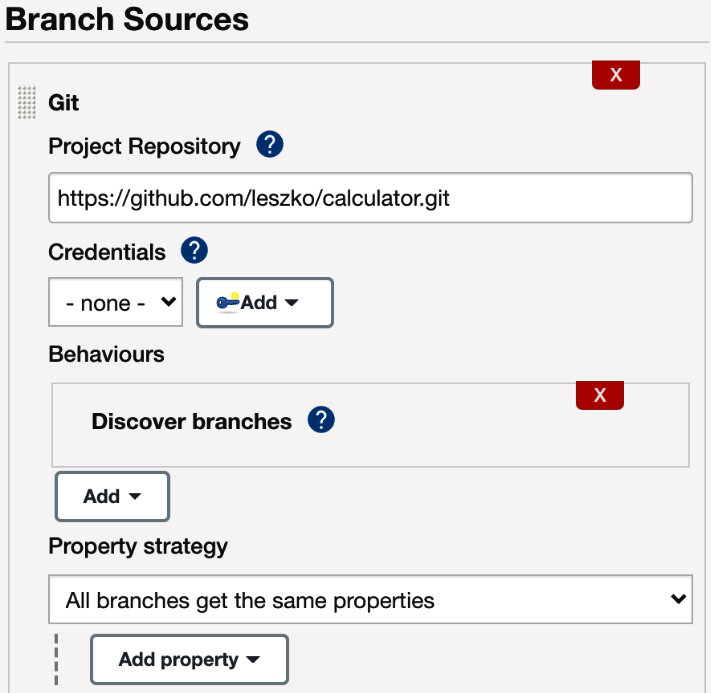 Branch Sources
X
Git
Project Repository ?
https://github.com/leszko/calculator.git
Credentials ?
- none - Add
Behaviours
X
Discover branches ?
Add
Property strategy
All branches get the same properties
Add property